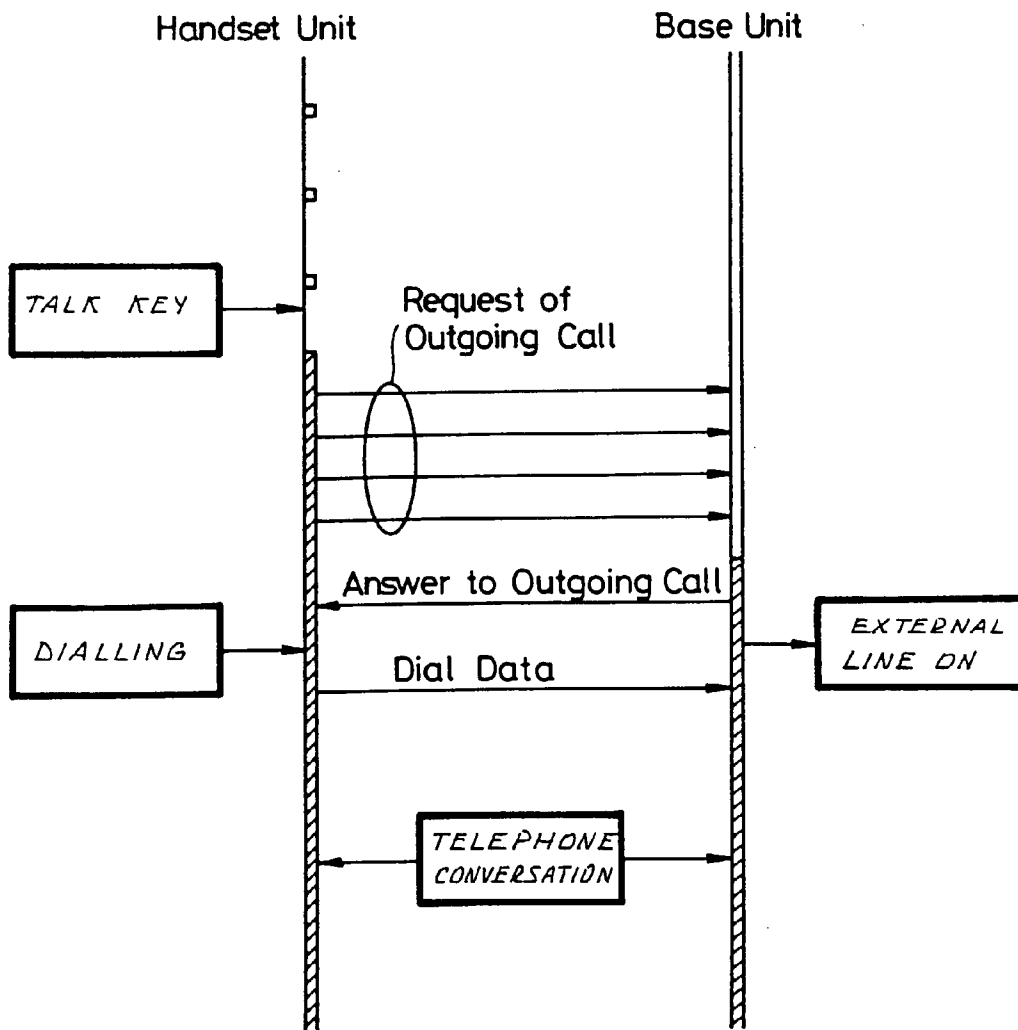 Handset Unit
Base Unit
TALK KEY
Request of
Outgoing Call
Answer to Outgoing Call
DIALLING
EXTERNAL
LINE ON
Dial Data
TELEPHONE
CONVERSATION